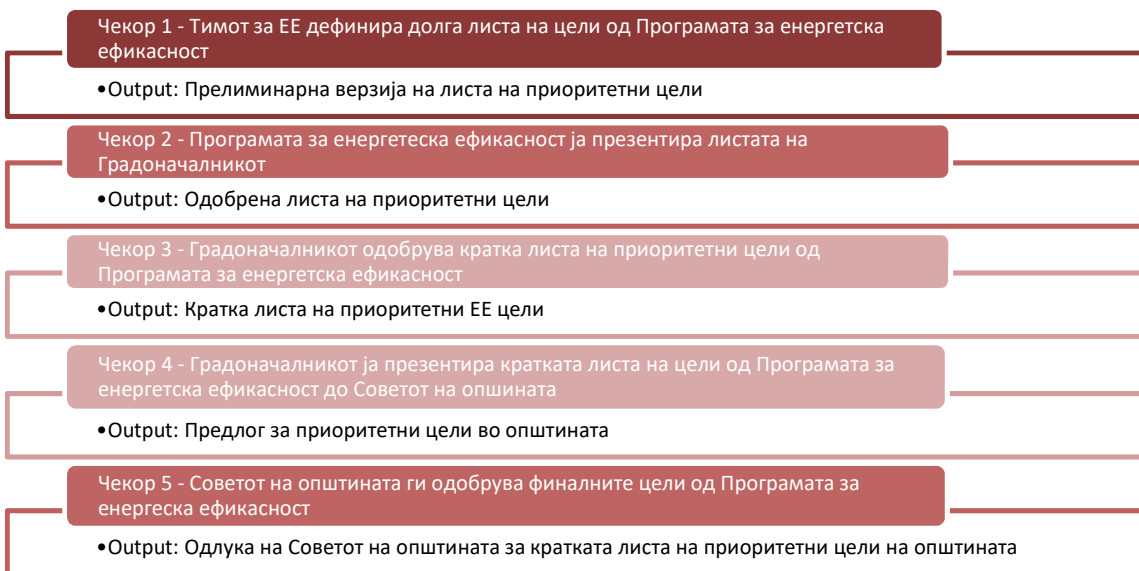 Чекор 1 - Тимот за ЕЕ дефинира долга листа на цели од Програмата за енергетска
ефикасност
•Output: Прелиминарна верзија на листа на приоритетни цели
Чекор 2 - Програмата за енергетеска ефикасност ја презентира листата на
Градоначалникот
•Output: Одобрена листа на приоритетни цели
Чекор 3 - Градоначалникот одобрува кратка листа на приоритетни цели од
Програмата за енергетска ефикасност
•Output: Кратка листа на приоритетни ЕЕ цели
Чекор 4 - Градоначалникот ја презентира кратката листа на цели од Програмата за
енергетска ефикасност до Советот на општината
•Output: Предлог за приоритетни цели во општината
Чекор 5 - Советот на општината ги одобрува финалните цели од Програмата за
енергеска ефикасност
•Output: Одлука на Советот на општината за кратката листа на приоритетни цели на општината